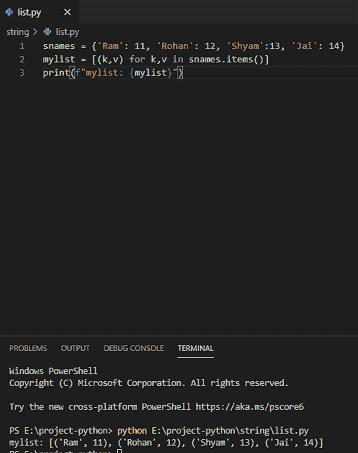 list.py ×
string > list.py
1 snames = {'Ram': 11, 'Rohan': 12, 'Shyam':13, 'Jai': 14}
2 mylist = [(k,v) for k,v in snames.items()]
3 print(f"mylist: {mylist}")
PROBLEMS OUTPUT DEBUG CONSOLE TERMINAL
Windows PowerShell
Copyright (C) Microsoft Corporation. All rights reserved.
Try the new cross-platform PowerShell https://aka.ms/pscore6
PS E:\project-python> python E:\project-python\string\list.py
mylist: [('Ram', 11), ('Rohan', 12), ('Shyam', 13), ('Jai', 14)]
PS E:\project-python>